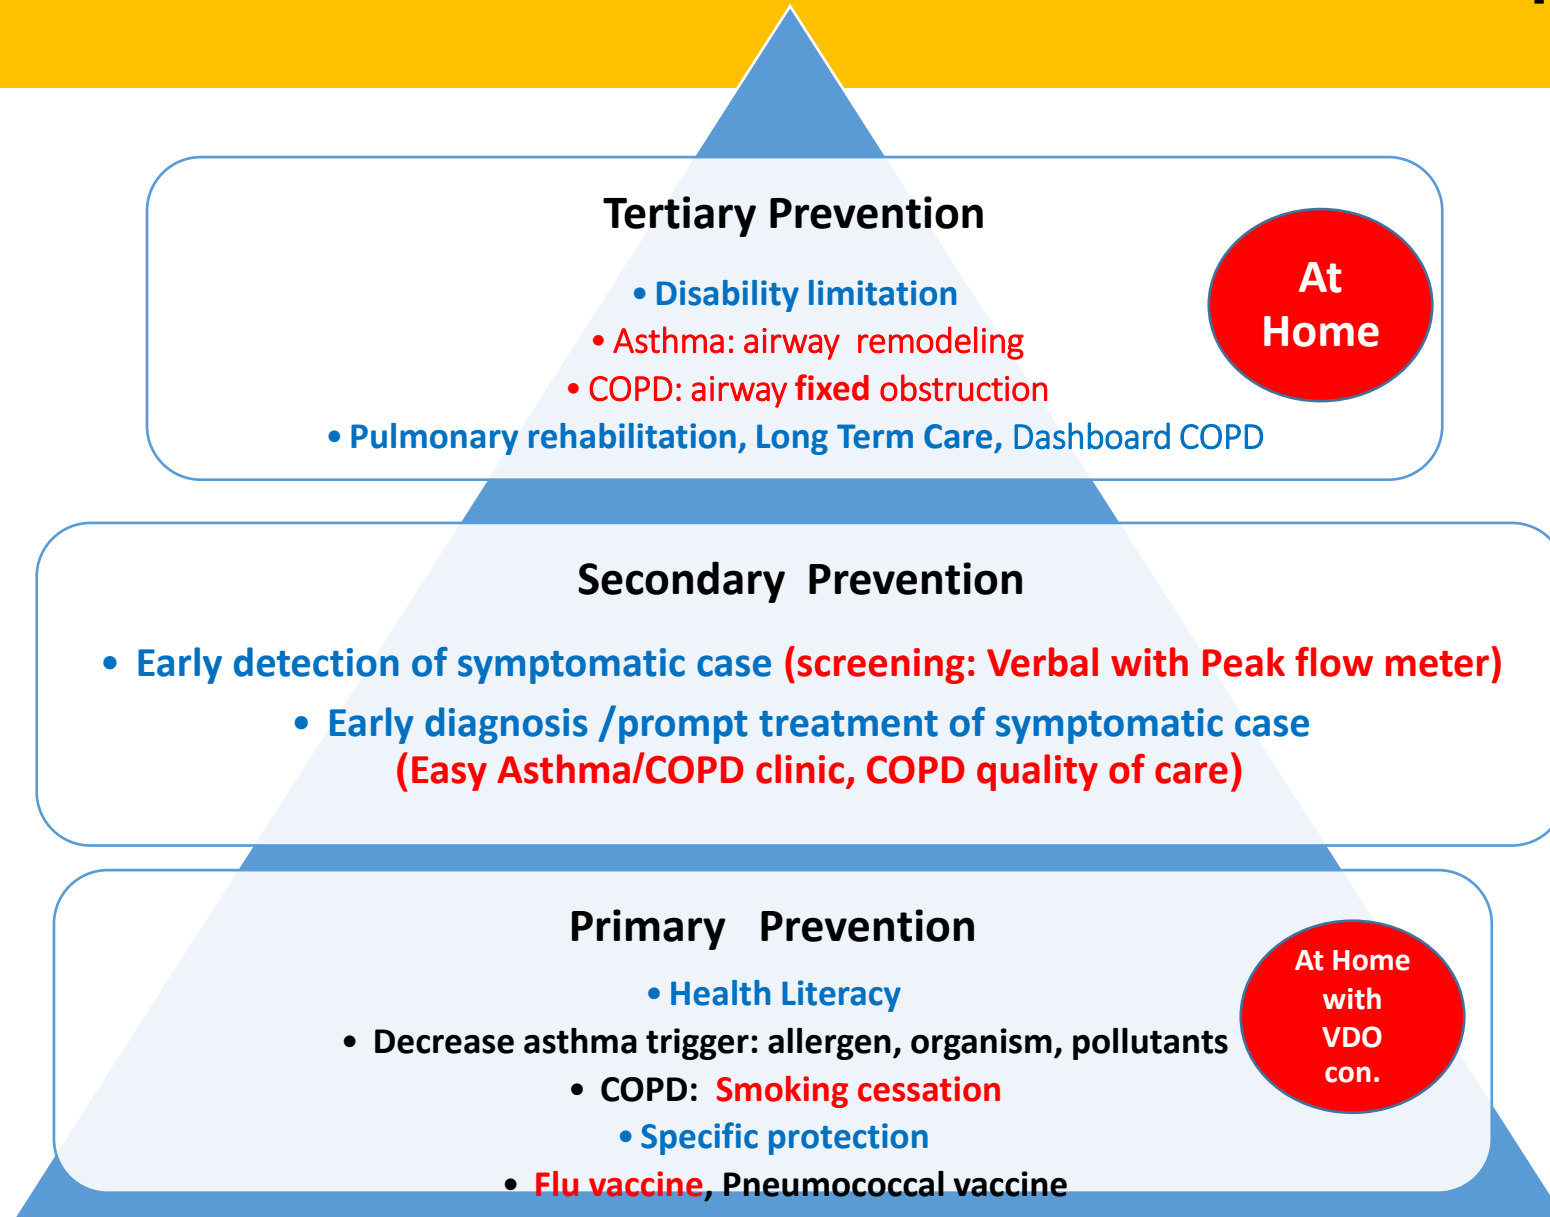 Tertiary Prevention
• Disability limitation
• Asthma: airway remodeling
• COPD: airway fixed obstruction
• Pulmonary rehabilitation, Long Term Care, Dashboard COPD
At
Home
Secondary Prevention
• Early detection of symptomatic case (screening: Verbal with Peak flow meter)
• Early diagnosis /prompt treatment of symptomatic case
(Easy Asthma/COPD clinic, COPD quality of care)
Primary Prevention
• Health Literacy
• Decrease asthma trigger: allergen, organism, pollutants
• COPD: Smoking cessation
• Specific protection
• Flu vaccine, Pneumococcal vaccine
At Home
with
VDO
con.